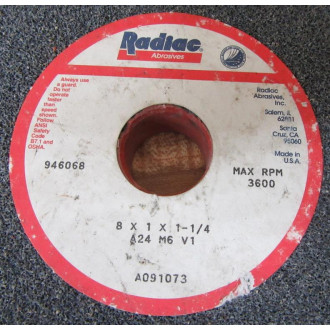 Radiac
Abrasives
Always use
a guard.
Do not
operate
faster
than
speed
shown.
Follow
ANSI
Safety
Code
B7.1 and
OSHA.
Radiac
Abrasives,
Inc.
Salem, IL
62881
Santa
Cruz, CA
95060
Made in
U.S.A.
946068
MAX RPM
3600
8 X 1 X 1-1/4
A24 M6 V1
A091073